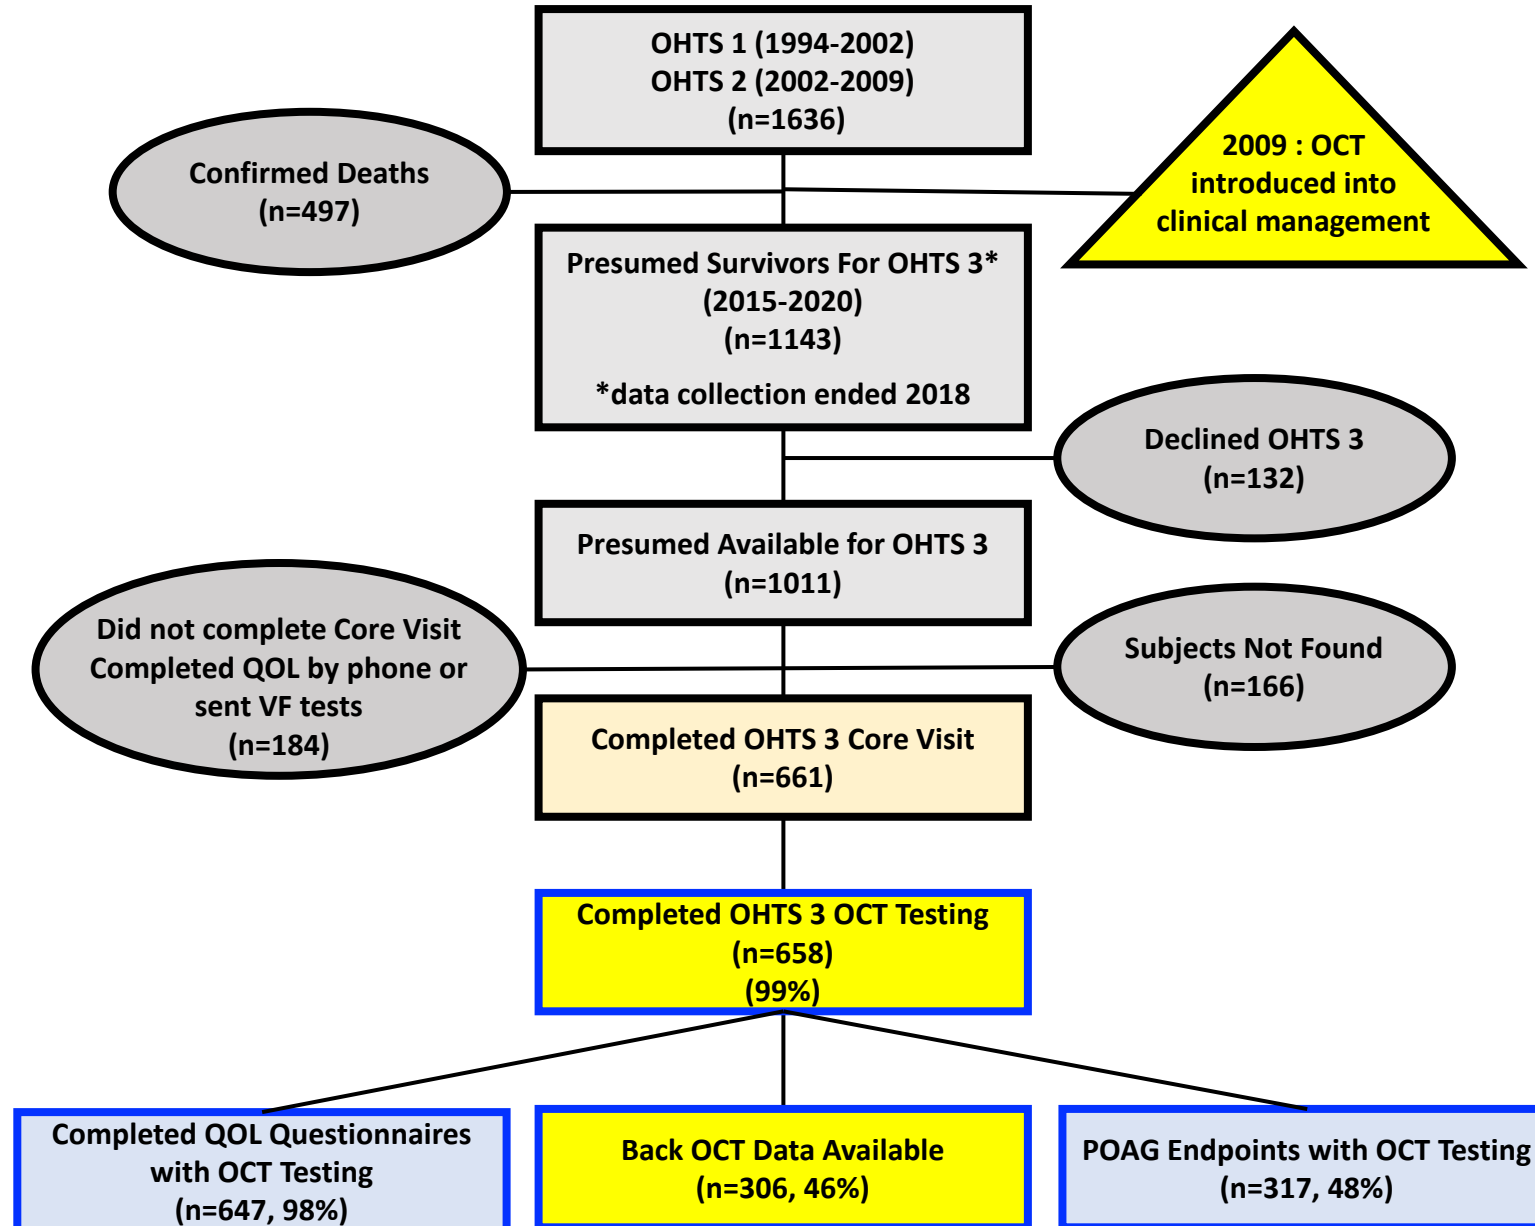 OHTS 1 (1994-2002)
OHTS 2 (2002-2009)
(n=1636)
2009 : OCT
introduced into
clinical management
Confirmed Deaths
(n=497)
Presumed Survivors For OHTS 3*
(2015-2020)
(n=1143)
*data collection ended 2018
Declined OHTS 3
(n=132)
Presumed Available for OHTS 3
(n=1011)
Did not complete Core Visit
Completed QOL by phone or
sent VF tests
(n=184)
Subjects Not Found
(n=166)
Completed OHTS 3 Core Visit
(n=661)
Completed OHTS 3 OCT Testing
(n=658)
(99%)
Completed QOL Questionnaires
with OCT Testing
(n=647, 98%)
Back OCT Data Available
(n=306, 46%)
POAG Endpoints with OCT Testing
(n=317, 48%)